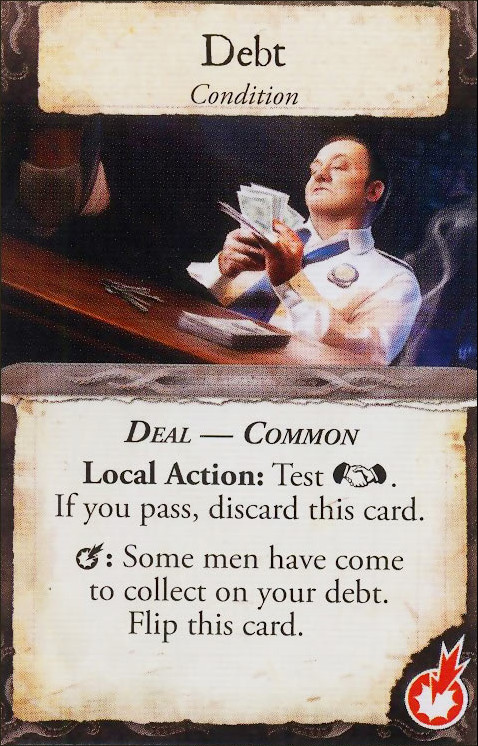 Debt
Condition
Deal — Common
Local Action: Test .
If you pass, discard this card.
: Some men have come
to collect on your debt.
Flip this card.